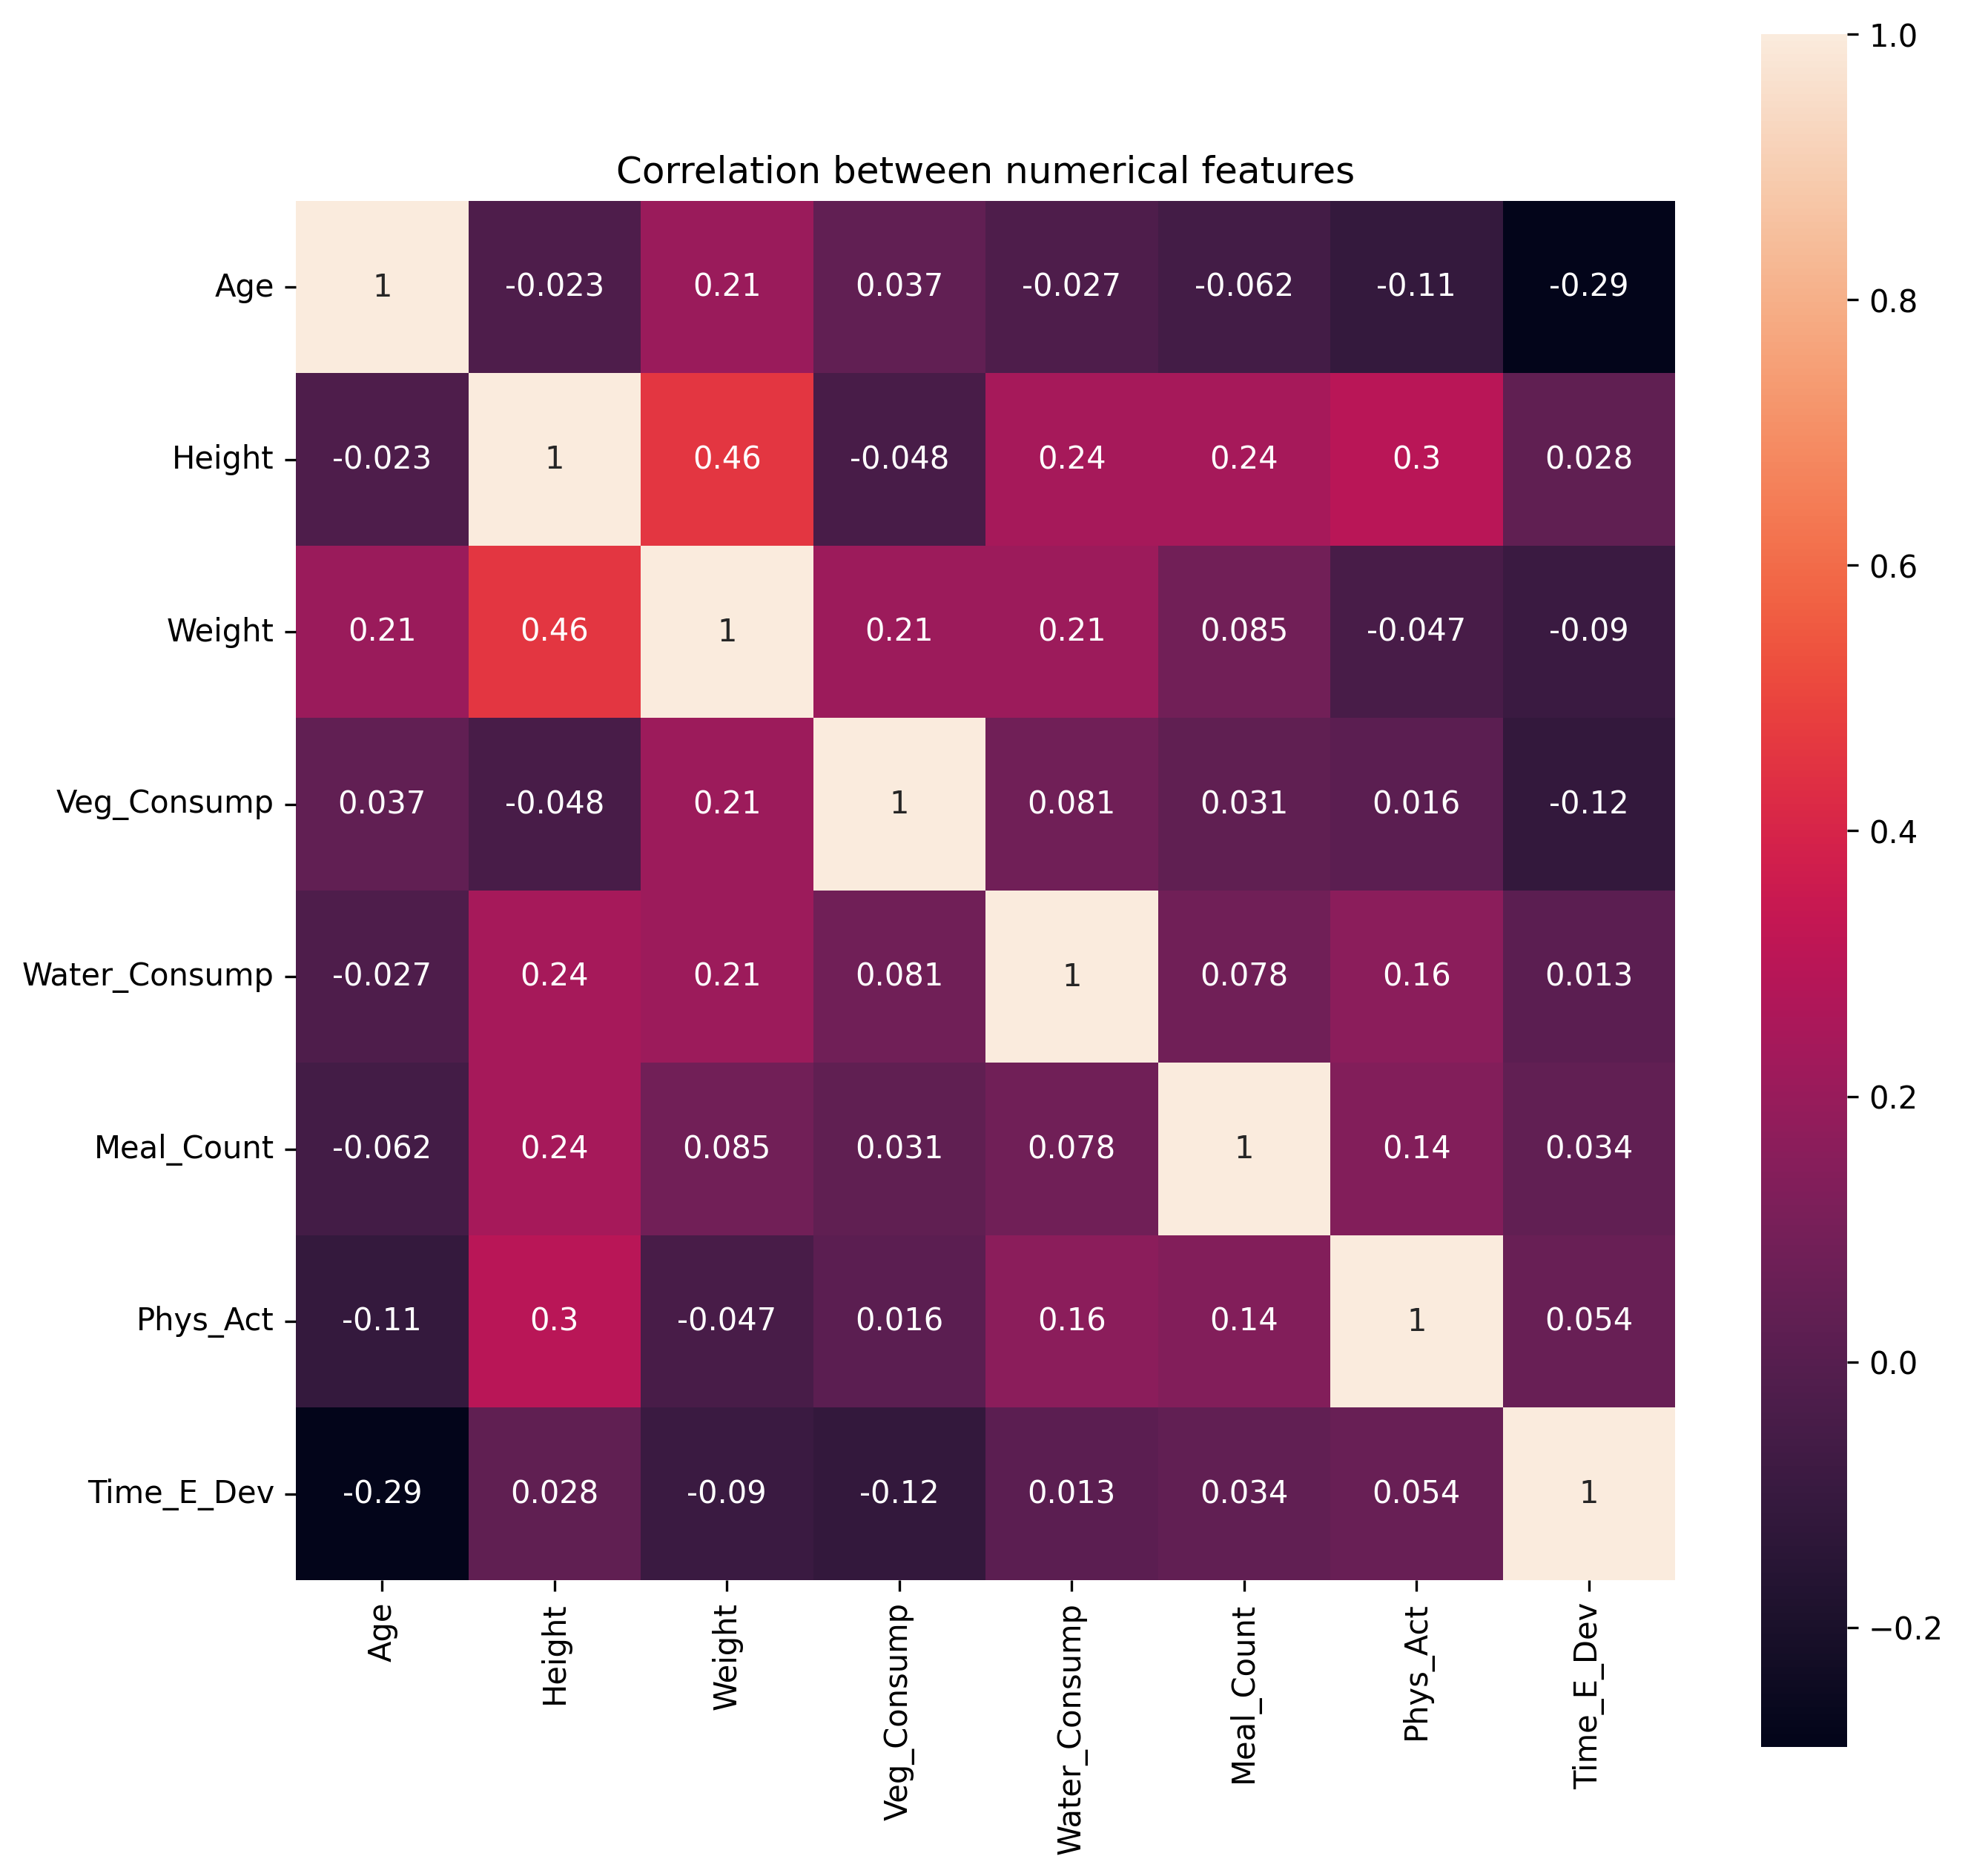 Correlation between numerical features
Age 1 -0.023 0.21 0.037 -0.027 -0.062 -0.11 -0.29
Height -0.023 1 0.46 -0.048 0.24 0.24 0.3 0.028
Weight 0.21 0.46 1 0.21 0.21 0.085 -0.047 -0.09
Veg_Consump 0.037 -0.048 0.21 1 0.081 0.031 0.016 -0.12
Water_Consump -0.027 0.24 0.21 0.081 1 0.078 0.16 0.013
Meal_Count -0.062 0.24 0.085 0.031 0.078 1 0.14 0.034
Phys_Act -0.11 0.3 -0.047 0.016 0.16 0.14 1 0.054
Time_E_Dev -0.29 0.028 -0.09 -0.12 0.013 0.034 0.054 1
Age Height Weight Veg_Consump Water_Consump Meal_Count Phys_Act Time_E_Dev
1.0
0.8
0.6
0.4
0.2
0.0
−0.2